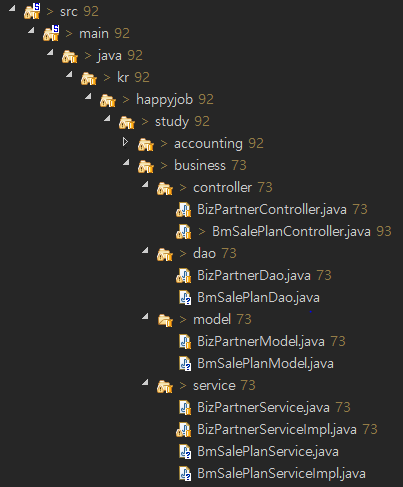 > src 92
> main 92
> java 92
> kr 92
> happyjob 92
> study 92
> accounting 92
> business 73
> controller 73
BizPartnerController.java 73
> BmSalePlanController.java 93
> dao 73
BizPartnerDao.java 73
BmSalePlanDao.java
> model 73
BizPartnerModel.java 73
BmSalePlanModel.java
> service 73
BizPartnerService.java 73
BizPartnerServiceImpl.java 73
BmSalePlanService.java
BmSalePlanServiceImpl.java